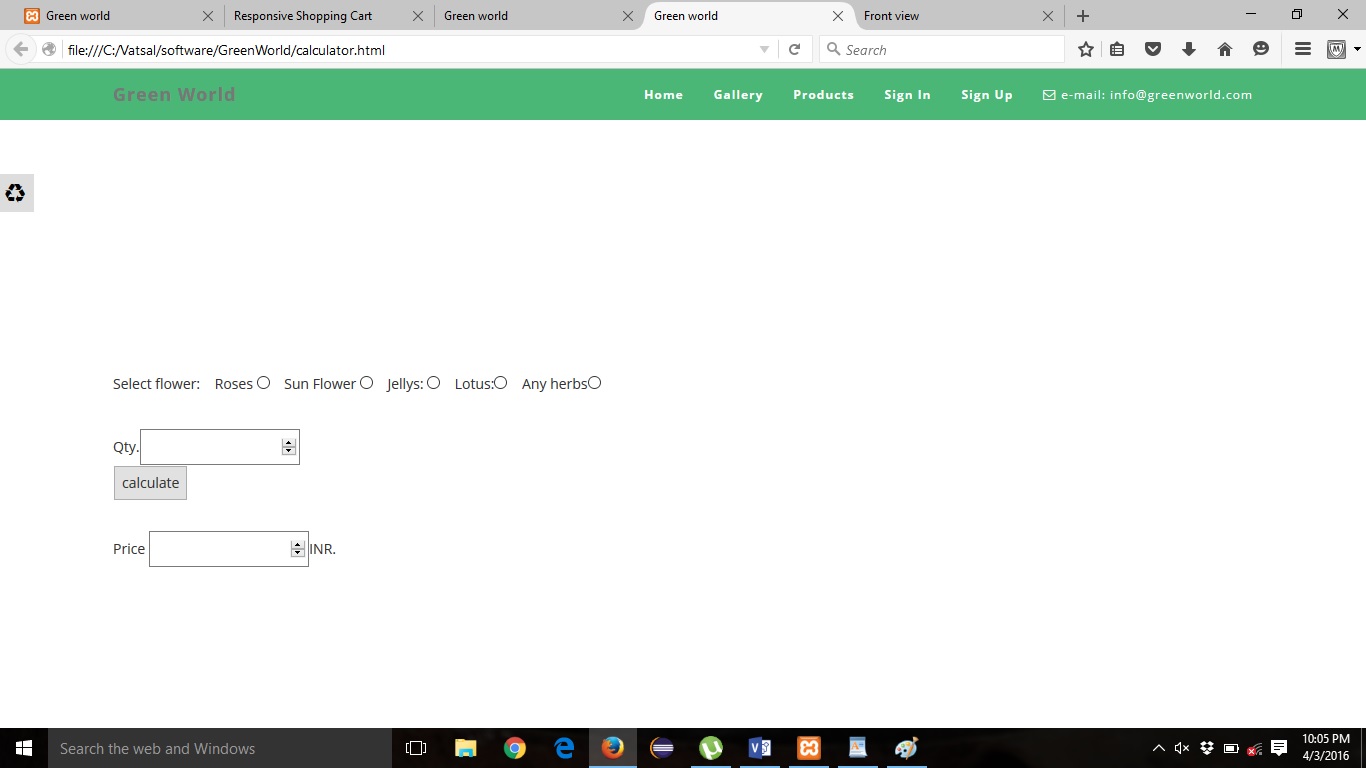 Green world
Responsive Shopping Cart
Green world
Green world
Front view
file:///C:/Vatsal/software/GreenWorld/calculator.html
Search
Green World
Home
Gallery
Products
Sign In
Sign Up
e-mail: info@greenworld.com
Select flower: Roses Sun Flower Jellys: Lotus: Any herbs
Qty.
calculate
Price INR.
Search the web and Windows
10:05 PM
4/3/2016